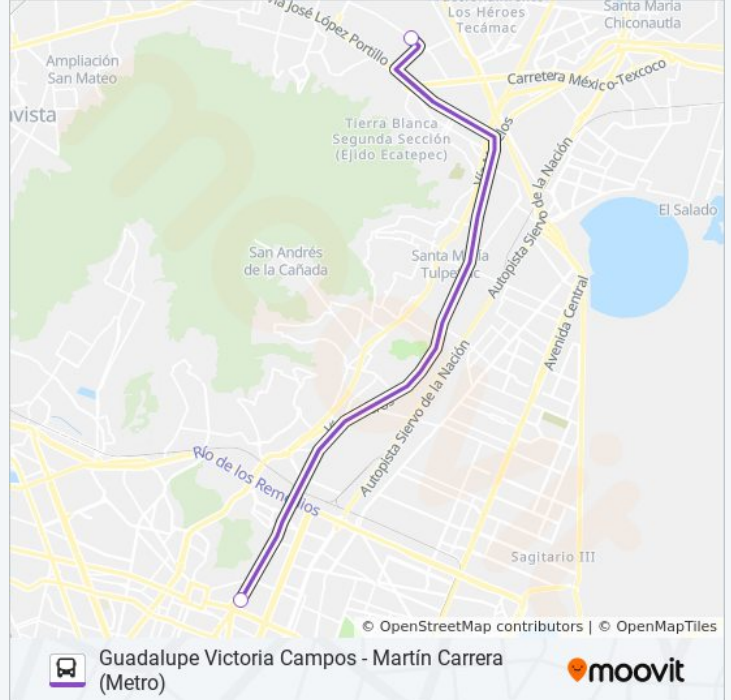 Vía José López Portillo
Los Héroes
Tecámac
Santa María
Chiconautla
Ampliación
San Mateo
Carretera México-Texcoco
avista
Tierra Blanca
Segunda Sección
(Ejido Ecatepec)
Autopista Siervo de la Nación
El Salado
San Andrés
de la Cañada
Santa María
Tulpetlac
Avenida Central
Autopista Siervo de la Nación
Río de los Remedios
Sagitario III
© OpenStreetMap contributors | © OpenMapTiles
Guadalupe Victoria Campos - Martín Carrera
(Metro)
moovit